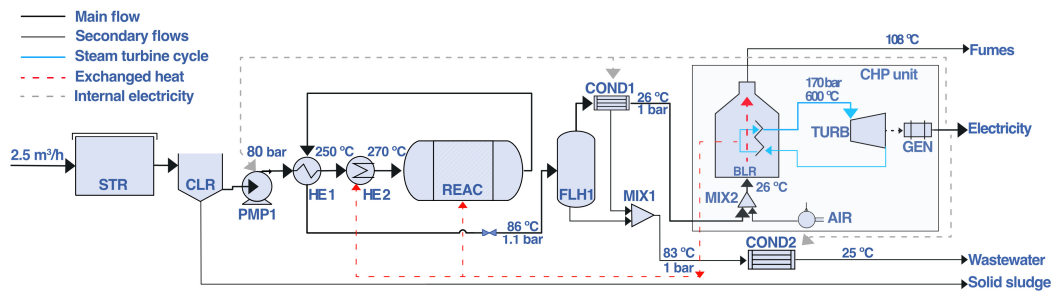 Main flow
Secondary flows
Steam turbine cycle
Exchanged heat
Internal electricity
108 ºC
Fumes
CHP unit
170 bar
600 ºC
COND1
26 ºC
1 bar
TURB
GEN
Electricity
2.5 m³/h
STR
CLR
80 bar
PMP1
250 ºC
HE1
270 ºC
HE2
REAC
FLH1
BLR
26 ºC
MIX2
AIR
MIX1
86 ºC
1.1 bar
83 ºC
1 bar
COND2
25 ºC
Wastewater
Solid sludge